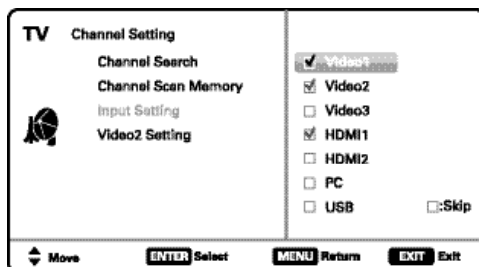 TV Channel Setting
Channel Search
Channel Scan Memory
Input Setting
Video2 Setting
Video1
Video2
Video3
HDMI1
HDMI2
PC
USB :Skip
Move ENTER Select MENU Return EXIT Exit